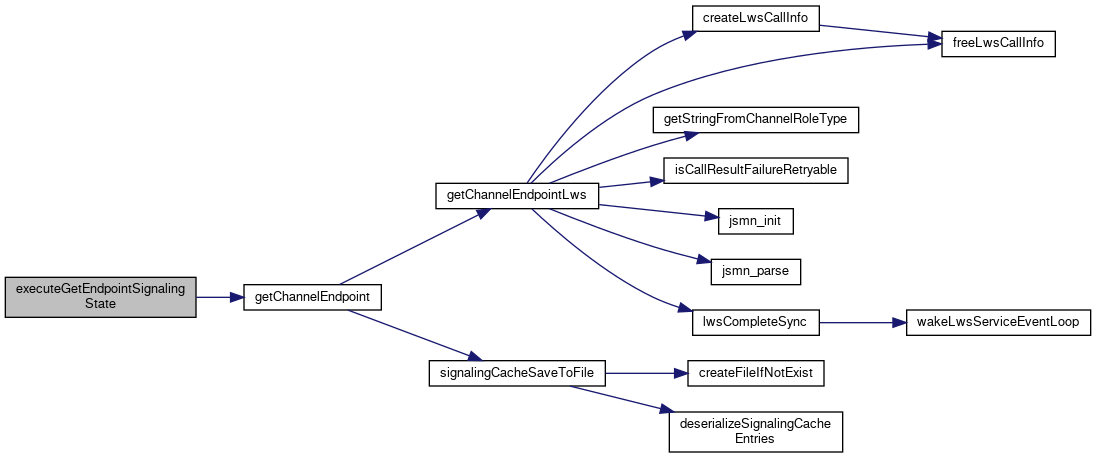 createLwsCallInfo
freeLwsCallInfo
getStringFromChannelRoleType
isCallResultFailureRetryable
getChannelEndpointLws
jsmn_init
jsmn_parse
executeGetEndpointSignaling
State
getChannelEndpoint
lwsCompleteSync
wakeLwsServiceEventLoop
signalingCacheSaveToFile
createFileIfNotExist
deserializeSignalingCache
Entries